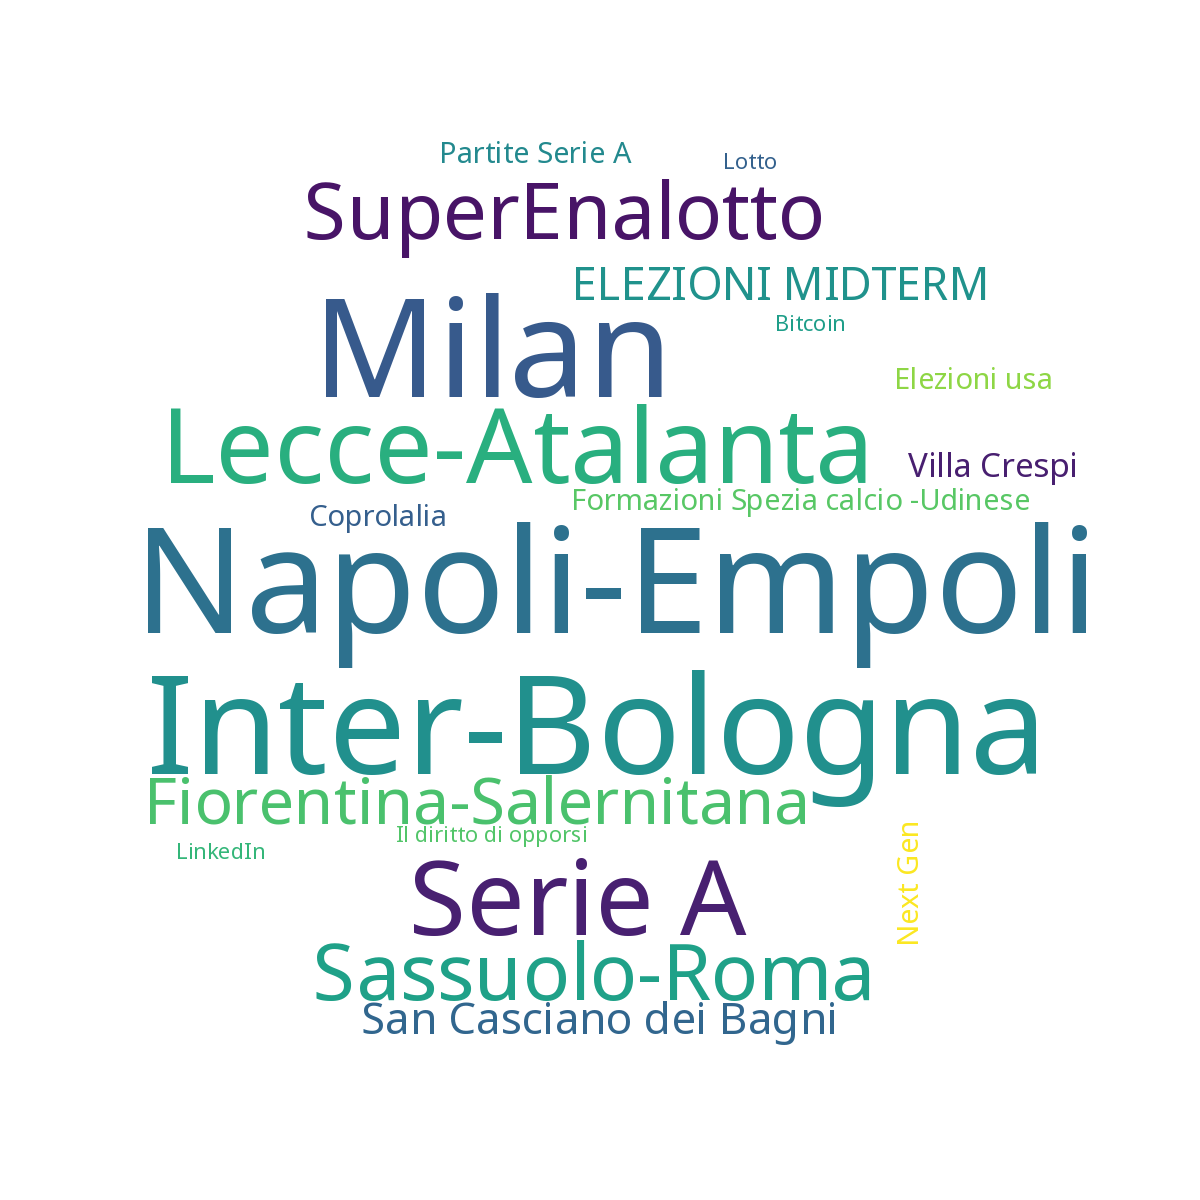 Partite Serie A
Lotto
SuperEnalotto
ELEZIONI MIDTERM
Milan
Bitcoin
Elezioni usa
Lecce-Atalanta
Villa Crespi
Formazioni Spezia calcio -Udinese
Coprolalia
Napoli-Empoli
Inter-Bologna
Fiorentina-Salernitana
Il diritto di opporsi
LinkedIn
Next Gen
Serie A
Sassuolo-Roma
San Casciano dei Bagni